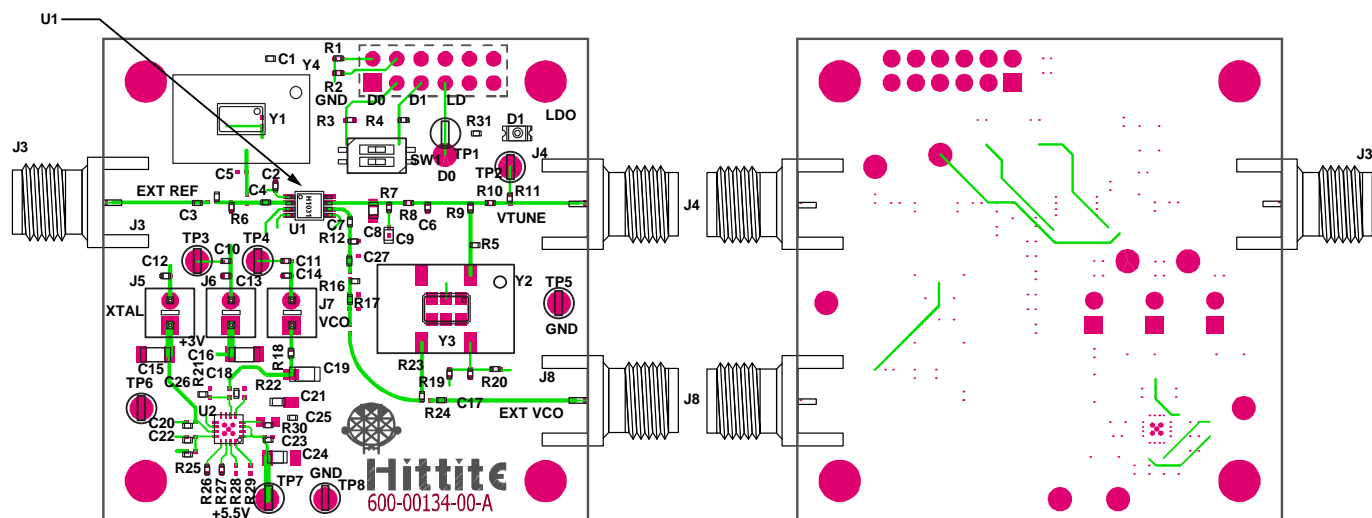 U1
R1
C1
Y4
R2
GND
D0
D1
LD
LDO
Y1
R3
R4
R31
D1
SW1
TP1
J4
D0
TP2
J3
C2
C5
EXT REF
C4
R7
R10
R11
C3
R6
H1031
R8
C6
R9
VTUNE
J3
U1
C7
C8
C9
R12
R5
TP3
C10
TP4
C11
C12
J6
C13
C14
C27
J5
R16
Y2
TP5
XTAL
J7
R17
VCO
GND
+3V
R18
Y3
C15
C16
C19
R23
J8
TP6
C26
R21
C18
R22
R19
R20
C21
R24
C17
EXT VCO
C20
U2
C25
R30
C22
C23
C24
R25
GND
Hittite
R26
R27
R28
R29
TP7
TP8
600-00134-00-A
+5.5V
J4
J8
J3